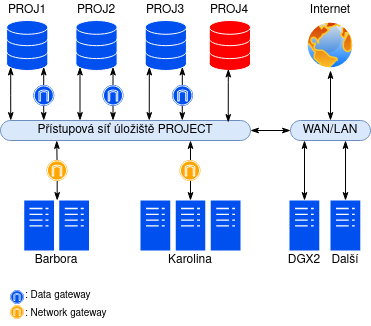 PROJ1 PROJ2 PROJ3 PROJ4 Internet
Přístupová síť úložiště PROJECT WAN/LAN
Barbora Karolina DGX2 Další
: Data gateway
: Network gateway